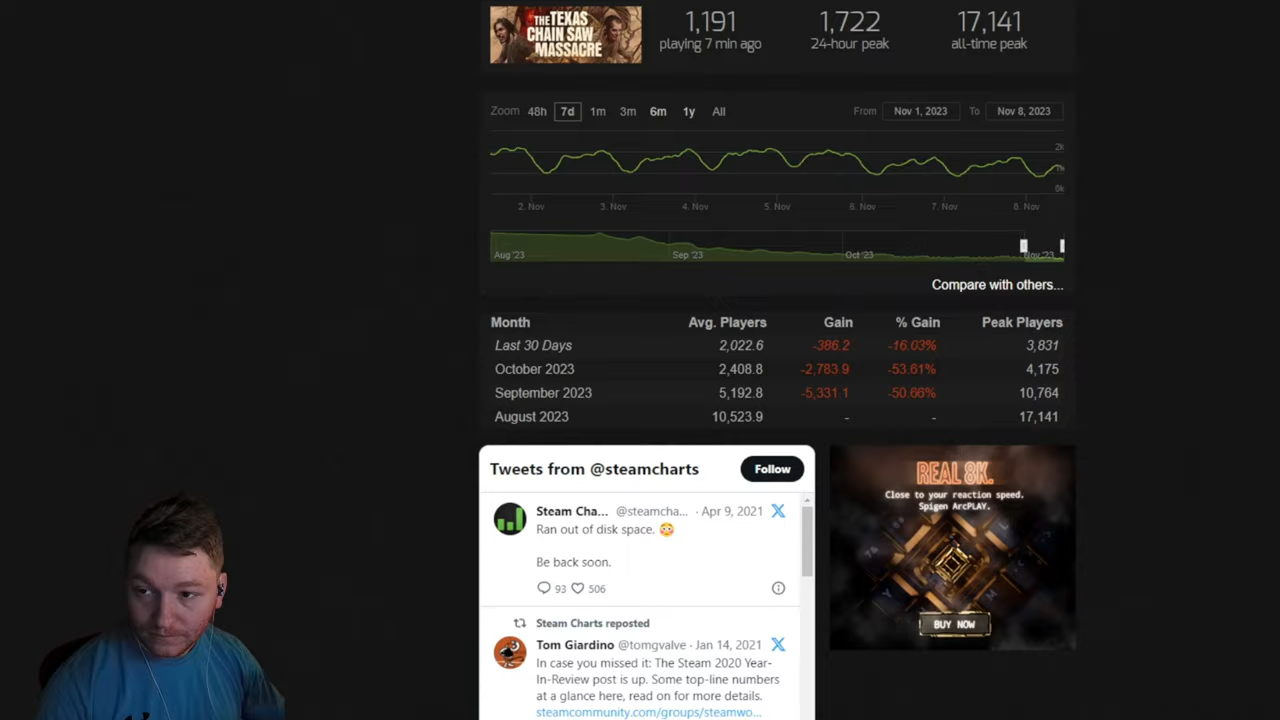 THE TEXAS
CHAIN SAW
MASSACRE
1,191
playing 7 min ago
1,722
24-hour peak
17,141
all-time peak
Zoom 48h 7d 1m 3m 6m 1y All
From Nov 1, 2023 To Nov 8, 2023
2k
1k
0k
2. Nov 3. Nov 4. Nov 5. Nov 6. Nov 7. Nov 8. Nov
Aug '23 Sep '23 Oct '23 Nov '23
Compare with others...
Month Avg. Players Gain % Gain Peak Players
Last 30 Days 2,022.6 -386.2 -16.03% 3,831
October 2023 2,408.8 -2,783.9 -53.61% 4,175
September 2023 5,192.8 -5,331.1 -50.66% 10,764
August 2023 10,523.9 - - 17,141
Tweets from @steamcharts
Follow
Steam Cha... @steamcha... · Apr 9, 2021
Ran out of disk space. 😳
Be back soon.
93 506
Steam Charts reposted
Tom Giardino @tomgvalve · Jan 14, 2021
In case you missed it: The Steam 2020 Year-
In-Review post is up. Some top-line numbers
at a glance here, read on for more details.
steamcommunity.com/groups/steamwo...
REAL 8K.
Close to your reaction speed.
Spigen ArcPLAY.
BUY NOW